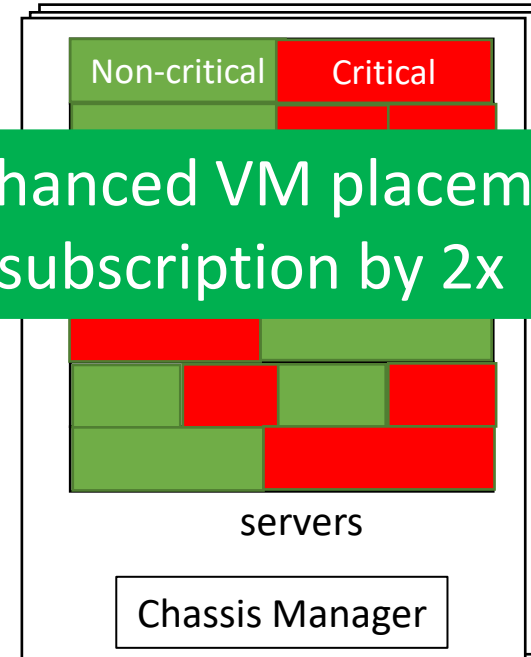 Non-critical Critical
hanced VM placem
subscription by 2x
servers
Chassis Manager